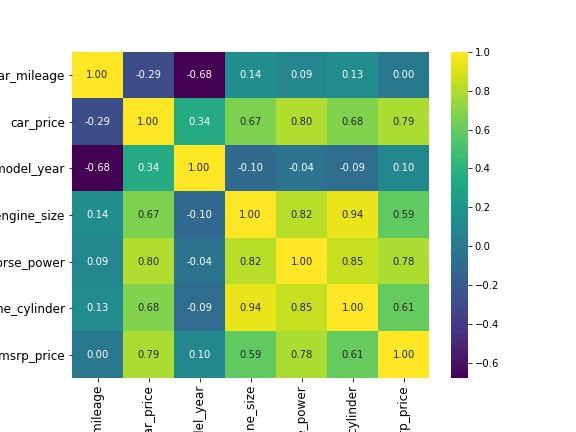 ar_mileage 1.00 -0.29 -0.68 0.14 0.09 0.13 0.00
car_price -0.29 1.00 0.34 0.67 0.80 0.68 0.79
model_year -0.68 0.34 1.00 -0.10 -0.04 -0.09 0.10
engine_size 0.14 0.67 -0.10 1.00 0.82 0.94 0.59
orse_power 0.09 0.80 -0.04 0.82 1.00 0.85 0.78
ne_cylinder 0.13 0.68 -0.09 0.94 0.85 1.00 0.61
msrp_price 0.00 0.79 0.10 0.59 0.78 0.61 1.00
mileage
ar_price
lel_year
ne_size
_power
cylinder
rp_price
1.0
0.8
0.6
0.4
0.2
0.0
−0.2
−0.4
−0.6